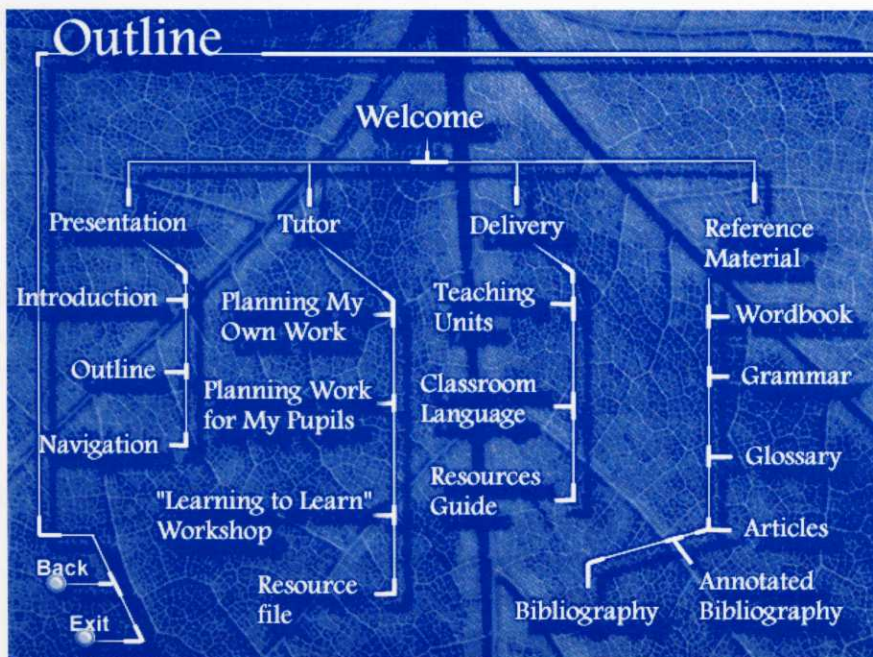 Outline
Welcome
Presentation
Introduction
Outline
Navigation
Tutor
Planning My
Own Work
Planning Work
for My Pupils
"Learning to Learn"
Workshop
Resource
file
Delivery
Teaching
Units
Classroom
Language
Resources
Guide
Reference
Material
Wordbook
Grammar
Glossary
Articles
Bibliography
Annotated
Bibliography
Back
Exit